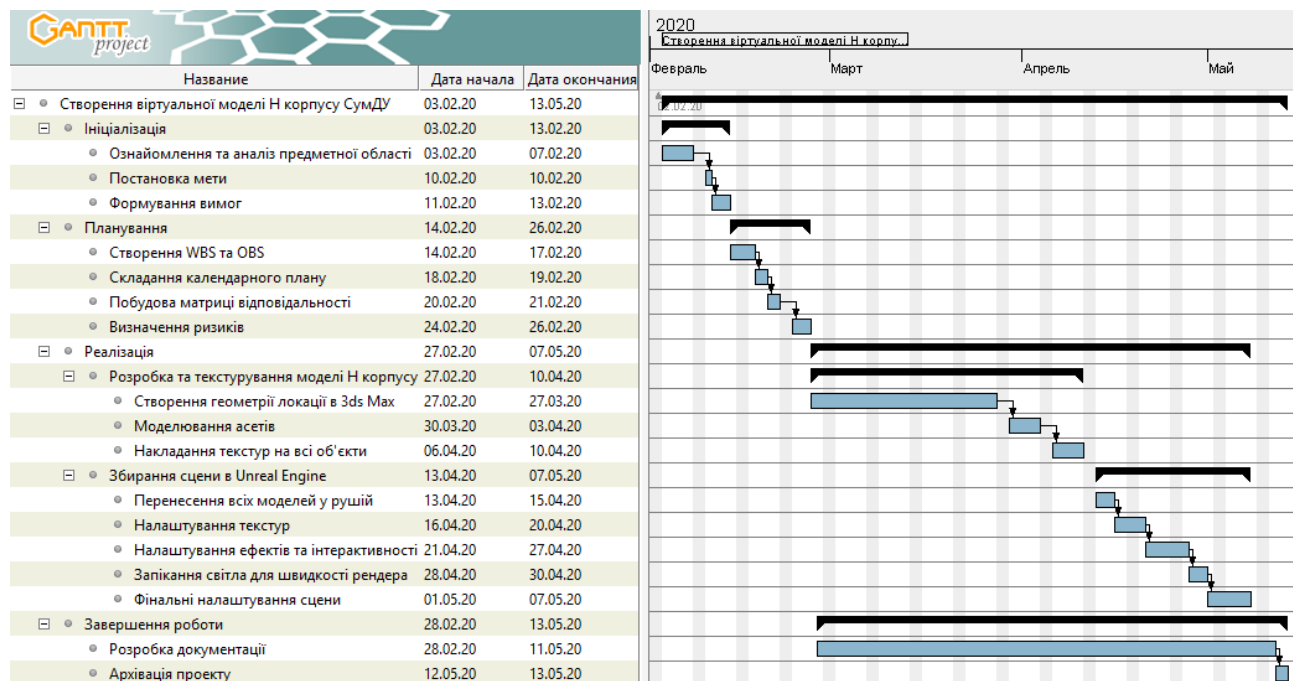 GANTT
project
2020
Створення віртуальної моделі Н корпу...
Название Дата начала Дата окончания
Февраль Март Апрель Май
02.02.20
Створення віртуальної моделі Н корпусу СумДУ 03.02.20 13.05.20
Ініціалізація 03.02.20 13.02.20
Ознайомлення та аналіз предметної області 03.02.20 07.02.20
Постановка мети 10.02.20 10.02.20
Формування вимог 11.02.20 13.02.20
Планування 14.02.20 26.02.20
Створення WBS та OBS 14.02.20 17.02.20
Складання календарного плану 18.02.20 19.02.20
Побудова матриці відповідальності 20.02.20 21.02.20
Визначення ризиків 24.02.20 26.02.20
Реалізація 27.02.20 07.05.20
Розробка та текстурування моделі Н корпусу 27.02.20 10.04.20
Створення геометрії локації в 3ds Max 27.02.20 27.03.20
Моделювання асетів 30.03.20 03.04.20
Накладання текстур на всі об'єкти 06.04.20 10.04.20
Збирання сцени в Unreal Engine 13.04.20 07.05.20
Перенесення всіх моделей у рушій 13.04.20 15.04.20
Налаштування текстур 16.04.20 20.04.20
Налаштування ефектів та інтерактивності 21.04.20 27.04.20
Запікання світла для швидкості рендера 28.04.20 30.04.20
Фінальні налаштування сцени 01.05.20 07.05.20
Завершення роботи 28.02.20 13.05.20
Розробка документації 28.02.20 11.05.20
Архівація проекту 12.05.20 13.05.20